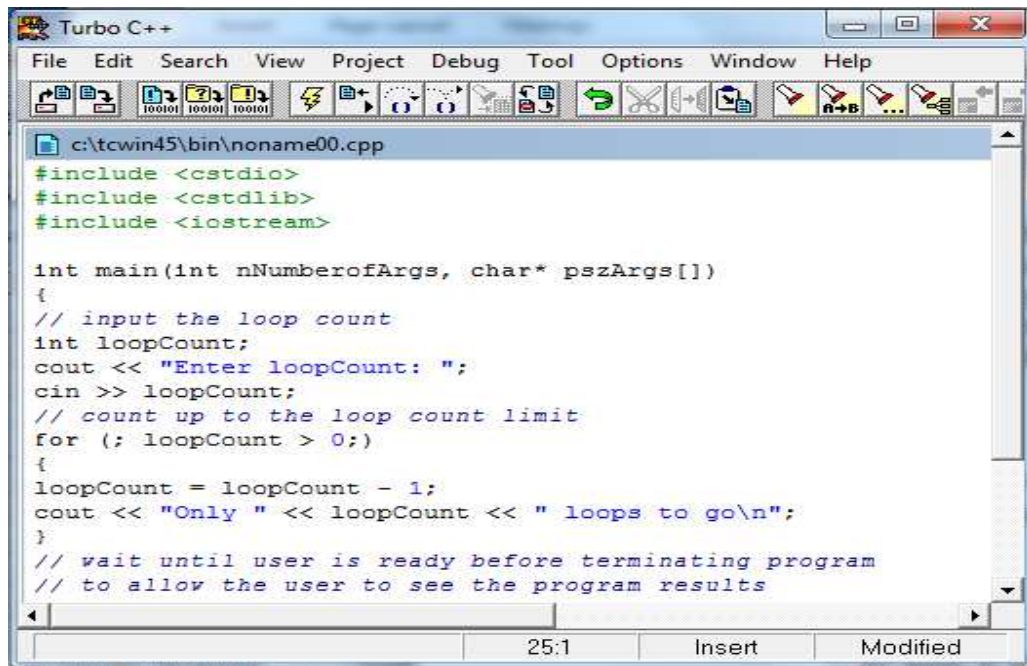 Turbo C++
File Edit Search View Project Debug Tool Options Window Help
c:\tcwin45\bin\noname00.cpp
#include <cstdio>
#include <cstdlib>
#include <iostream>

int main(int nNumberofArgs, char* pszArgs[])
{
// input the loop count
int loopCount;
cout << "Enter loopCount: ";
cin >> loopCount;
// count up to the loop count limit
for (; loopCount > 0;)
{
loopCount = loopCount - 1;
cout << "Only " << loopCount << " loops to go\n";
}
// wait until user is ready before terminating program
// to allow the user to see the program results
25:1 Insert Modified